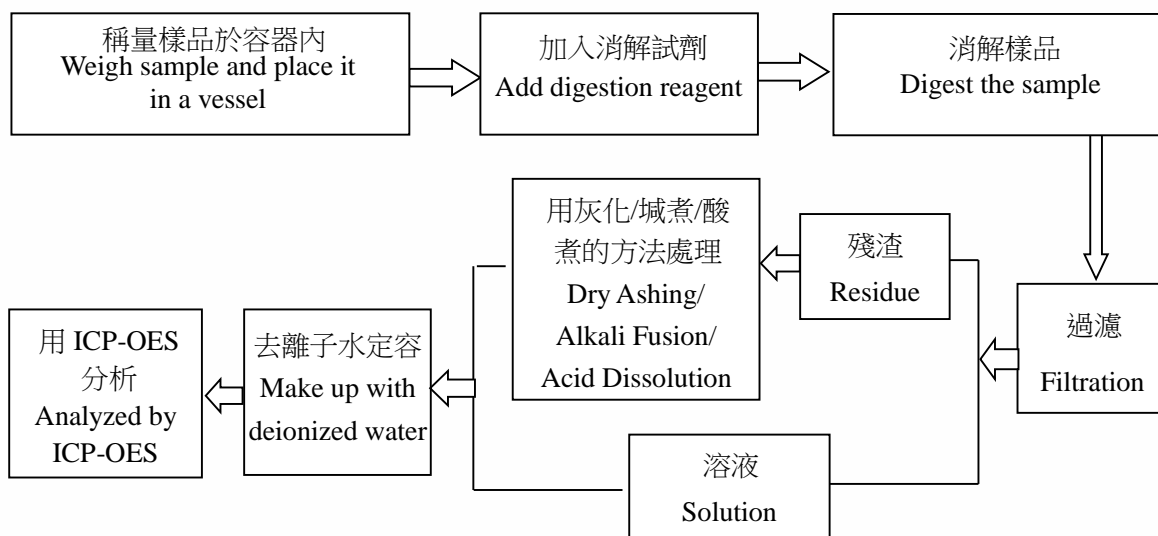 稱量樣品於容器內
Weigh sample and place it
in a vessel
加入消解試劑
Add digestion reagent
消解樣品
Digest the sample
過濾
Filtration
殘渣
Residue
用灰化/堿煮/酸
煮的方法處理
Dry Ashing/
Alkali Fusion/
Acid Dissolution
溶液
Solution
去離子水定容
Make up with
deionized water
用 ICP-OES
分析
Analyzed by
ICP-OES